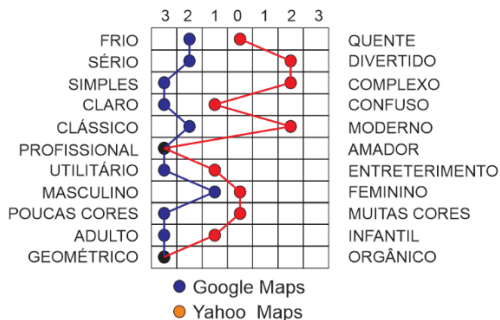 3 2 1 0 1 2 3
FRIO QUENTE
SÉRIO DIVERTIDO
SIMPLES COMPLEXO
CLARO CONFUSO
CLÁSSICO MODERNO
PROFISSIONAL AMADOR
UTILITÁRIO ENTRETERIMENTO
MASCULINO FEMININO
POUCAS CORES MUITAS CORES
ADULTO INFANTIL
GEOMÉTRICO ORGÂNICO
Google Maps
Yahoo Maps